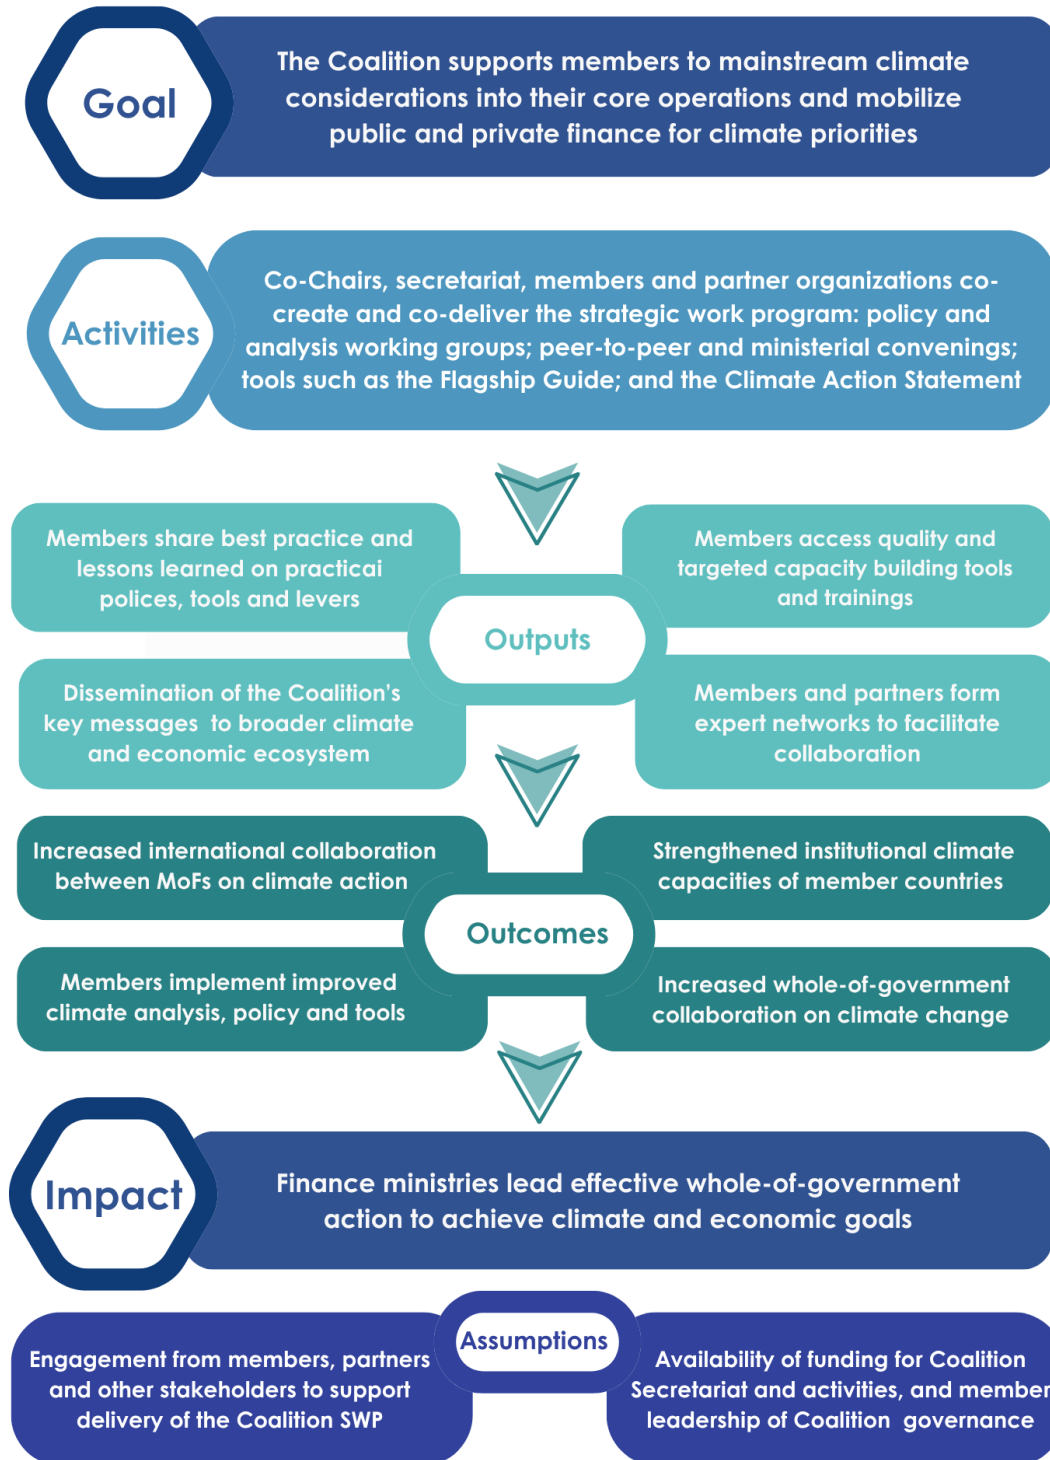 Goal
The Coalition supports members to mainstream climate
considerations into their core operations and mobilize
public and private finance for climate priorities
Activities
Co-Chairs, secretariat, members and partner organizations co-
create and co-deliver the strategic work program: policy and
analysis working groups; peer-to-peer and ministerial convenings;
tools such as the Flagship Guide; and the Climate Action Statement
Members share best practice and
lessons learned on practicai
polices, tools and levers
Members access quality and
targeted capacity building tools
and trainings
Outputs
Dissemination of the Coalition's
key messages to broader climate
and economic ecosystem
Members and partners form
expert networks to facilitate
collaboration
Increased international collaboration
between MoFs on climate action
Strengthened institutional climate
capacities of member countries
Outcomes
Members implement improved
climate analysis, policy and tools
Increased whole-of-government
collaboration on climate change
Impact
Finance ministries lead effective whole-of-government
action to achieve climate and economic goals
Assumptions
Engagement from members, partners
and other stakeholders to support
delivery of the Coalition SWP
Availability of funding for Coalition
Secretariat and activities, and member
leadership of Coalition governance